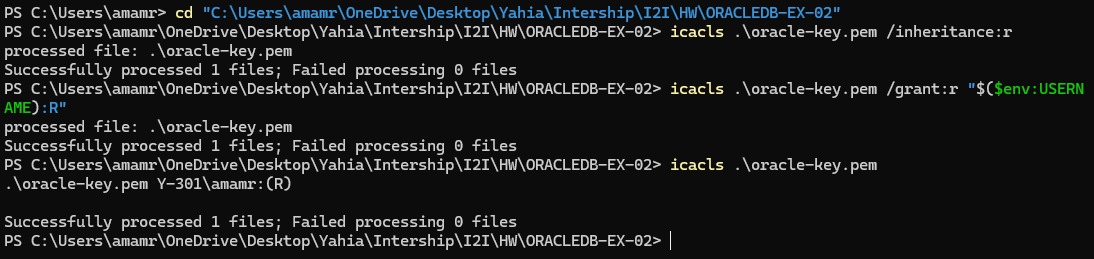 PS C:\Users\amamr> cd "C:\Users\amamr\OneDrive\Desktop\Yahia\Intership\I2I\HW\ORACLEDB-EX-02"
PS C:\Users\amamr\OneDrive\Desktop\Yahia\Intership\I2I\HW\ORACLEDB-EX-02> icacls .\oracle-key.pem /inheritance:r
processed file: .\oracle-key.pem
Successfully processed 1 files; Failed processing 0 files
PS C:\Users\amamr\OneDrive\Desktop\Yahia\Intership\I2I\HW\ORACLEDB-EX-02> icacls .\oracle-key.pem /grant:r "$($env:USERN
AME):R"
processed file: .\oracle-key.pem
Successfully processed 1 files; Failed processing 0 files
PS C:\Users\amamr\OneDrive\Desktop\Yahia\Intership\I2I\HW\ORACLEDB-EX-02> icacls .\oracle-key.pem
.\oracle-key.pem Y-301\amamr:(R)
Successfully processed 1 files; Failed processing 0 files
PS C:\Users\amamr\OneDrive\Desktop\Yahia\Intership\I2I\HW\ORACLEDB-EX-02>